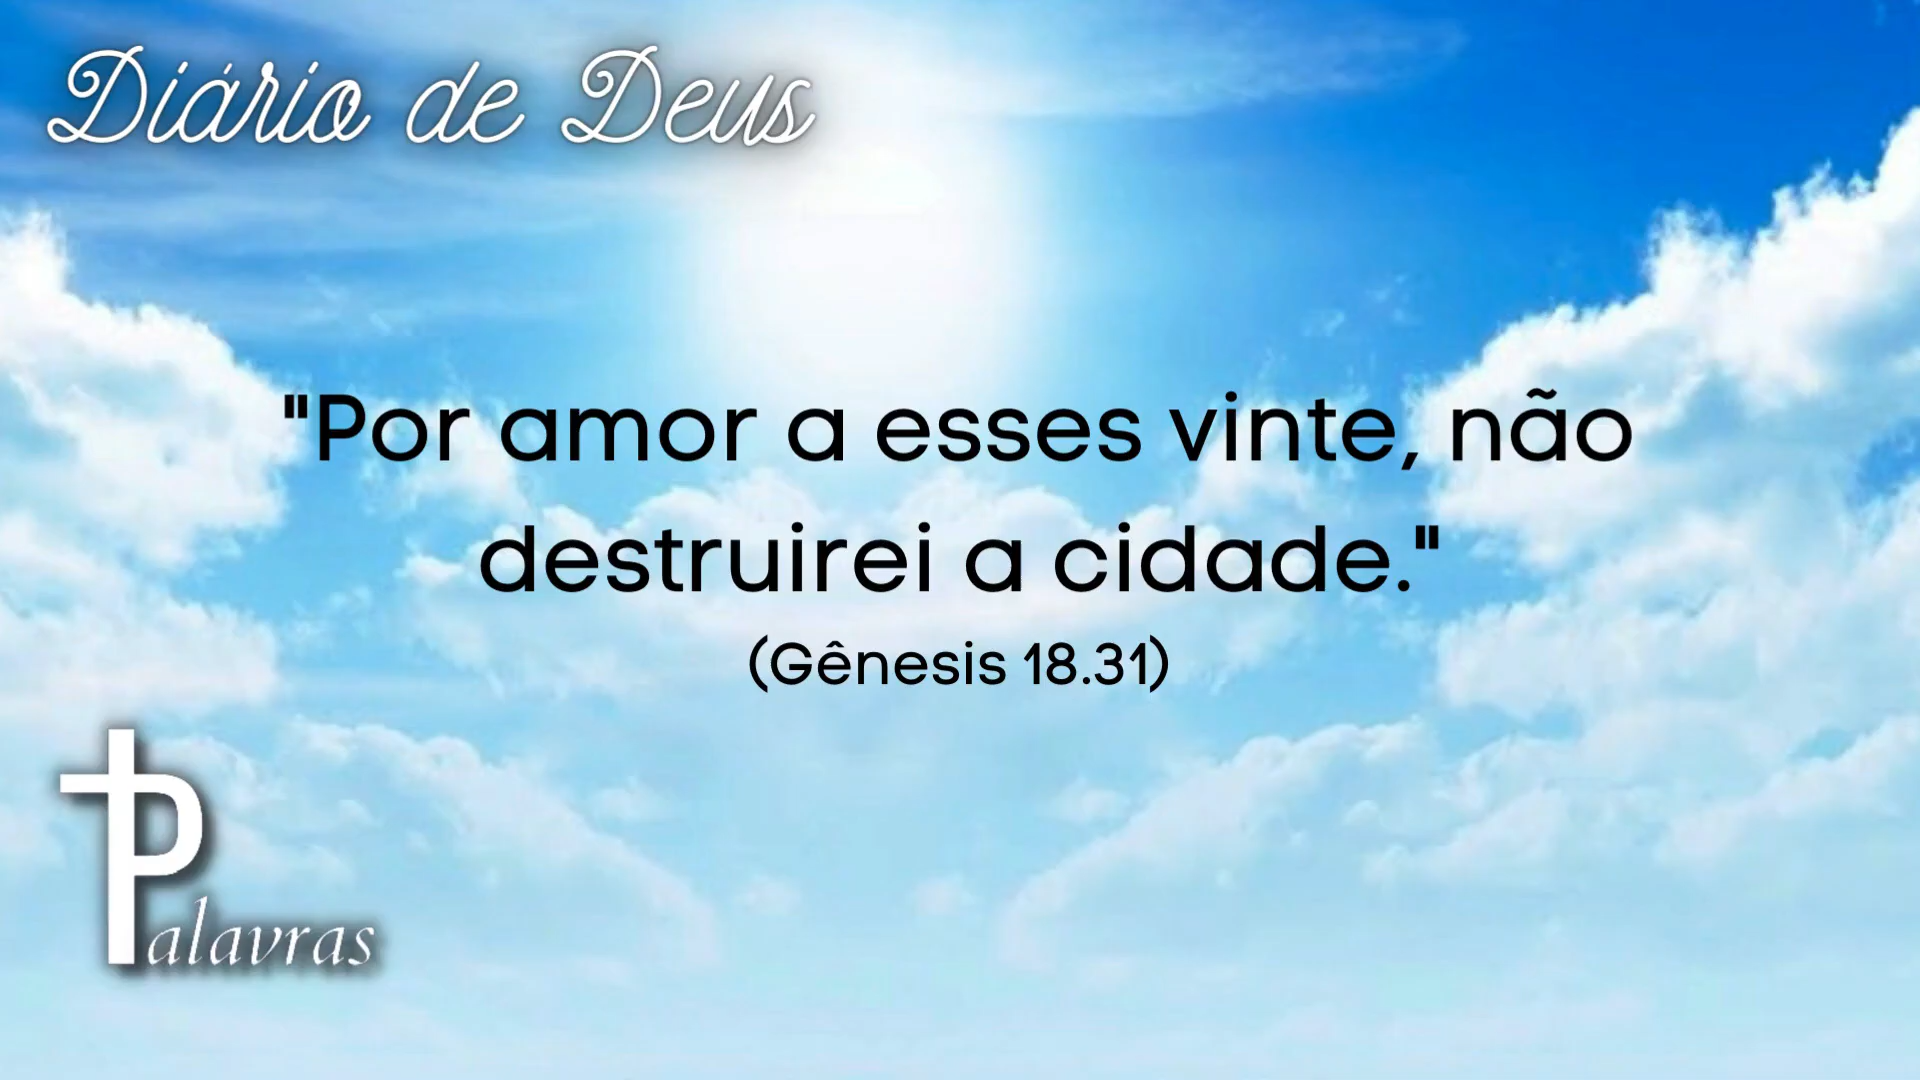 Diário de Deus
"Por amor a esses vinte, não
destruirei a cidade."
(Gênesis 18.31)
Palavras